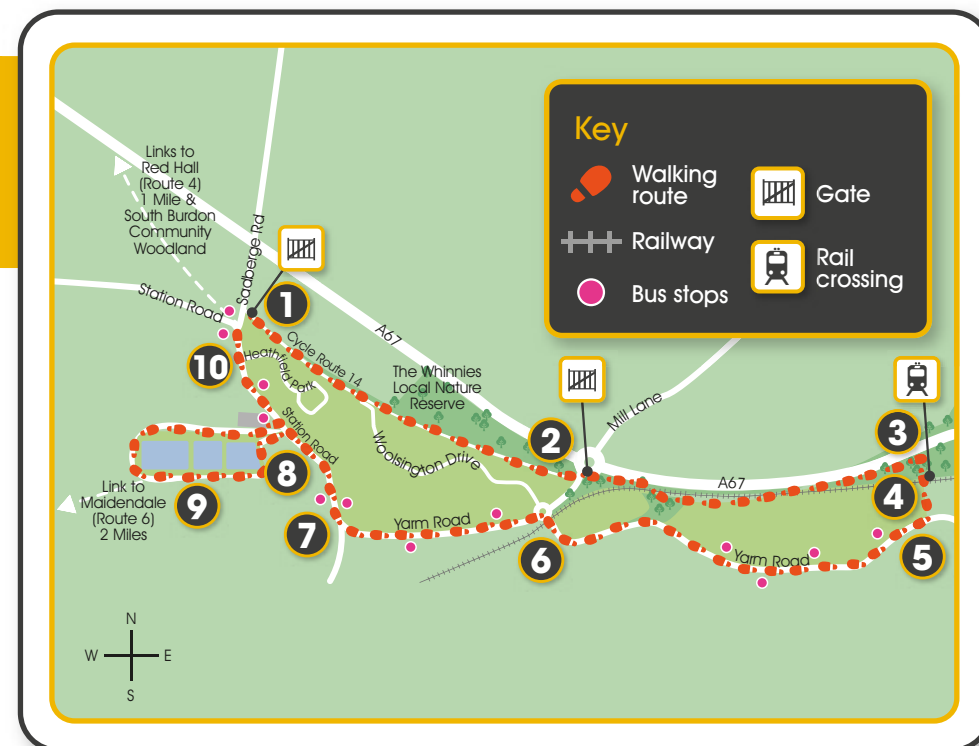 Key
Walking
route
Railway
Bus stops
Gate
Rail
crossing
Links to
Red Hall
(Route 4)
1 Mile &
South Burdon
Community
Woodland
Sadberge Rd
Station Road
1
A67
10
Heathfield Park
Cycle Route 14
The Whinnies
Local Nature
Reserve
Mill Lane
2
3
Station Road
Woolsington Drive
8
A67
4
Link to
Maidendale
(Route 6)
2 Miles
9
7
Yarm Road
6
Yarm Road
5
N
W
E
S